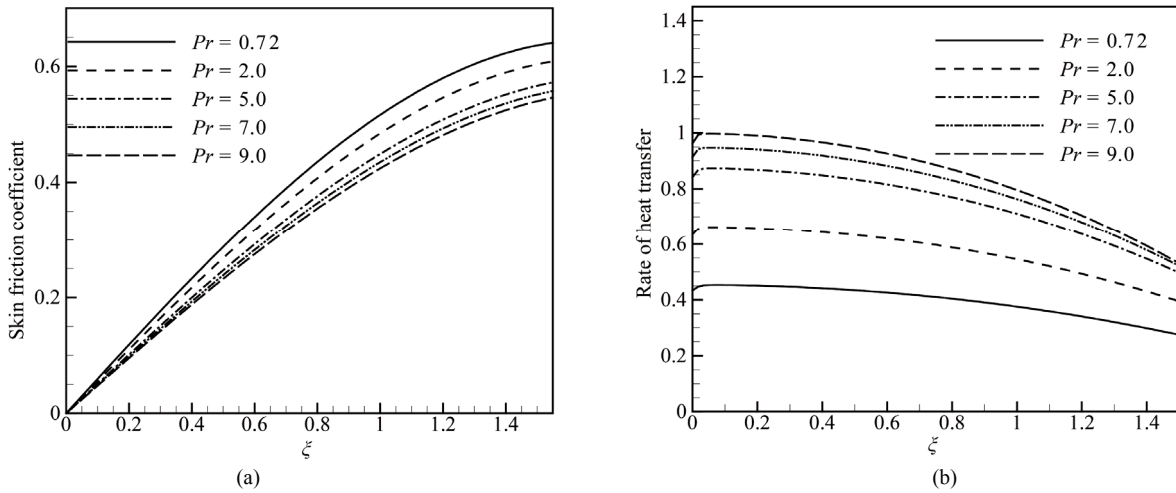 Skin friction coefficient
0.6
0.4
0.2
0
Pr = 0.72
Pr = 2.0
Pr = 5.0
Pr = 7.0
Pr = 9.0
0 0.2 0.4 0.6 0.8 1 1.2 1.4
ξ
(a)
Rate of heat transfer
1.4
1.2
1
0.8
0.6
0.4
0.2
0
Pr = 0.72
Pr = 2.0
Pr = 5.0
Pr = 7.0
Pr = 9.0
0 0.2 0.4 0.6 0.8 1 1.2 1.4
ξ
(b)